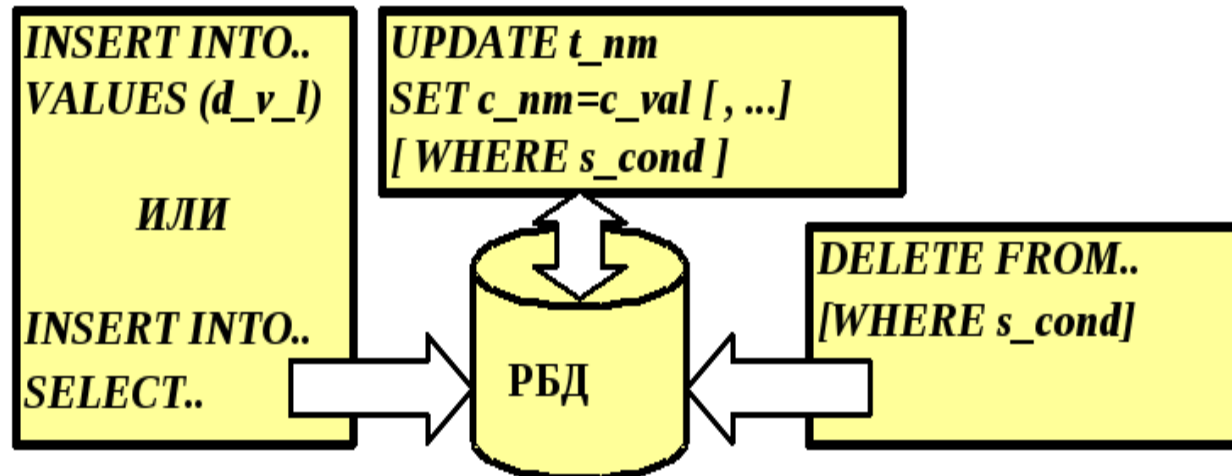 INSERT INTO..
VALUES (d_v_l)
ИЛИ
INSERT INTO..
SELECT..
UPDATE t_nm
SET c_nm=c_val [ , ...]
[ WHERE s_cond ]
DELETE FROM..
[WHERE s_cond]
РБД